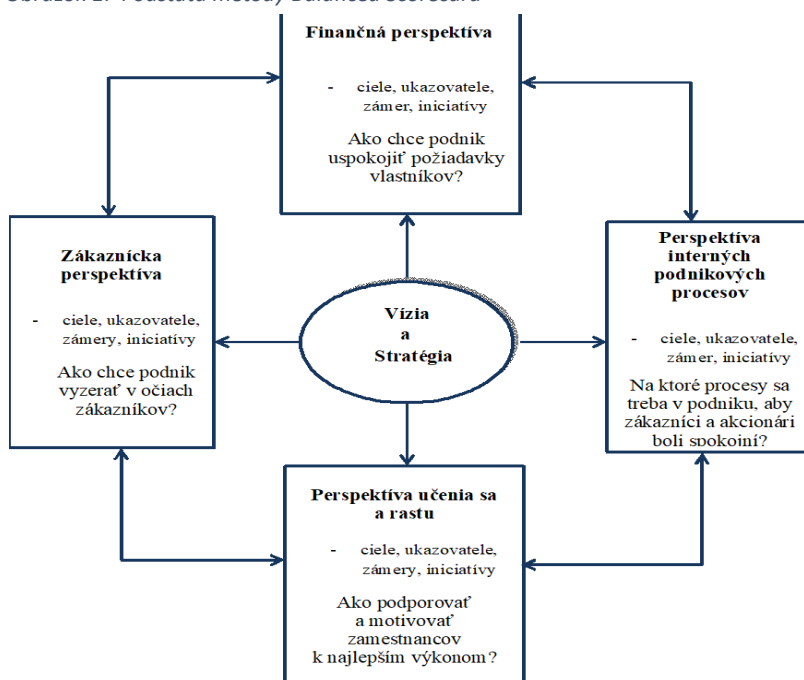 Finančná perspektíva
- ciele, ukazovatele,
zámer, iniciatívy
Ako chce podnik
uspokojiť požiadavky
vlastníkov?
Zákaznícka
perspektíva
- ciele, ukazovatele,
zámery, iniciatívy
Ako chce podnik
vyzerať v očiach
zákazníkov?
Vízia
a
Stratégia
Perspektíva
interných
podnikových
procesov
- ciele, ukazovatele,
zámer, iniciatívy
Na ktoré procesy sa
treba v podniku, aby
zákazníci a akcionári
boli spokojní?
Perspektíva učenia sa
a rastu
- ciele, ukazovatele,
zámery, iniciatívy
Ako podporovať
a motivovať
zamestnancov
k najlepším výkonom?